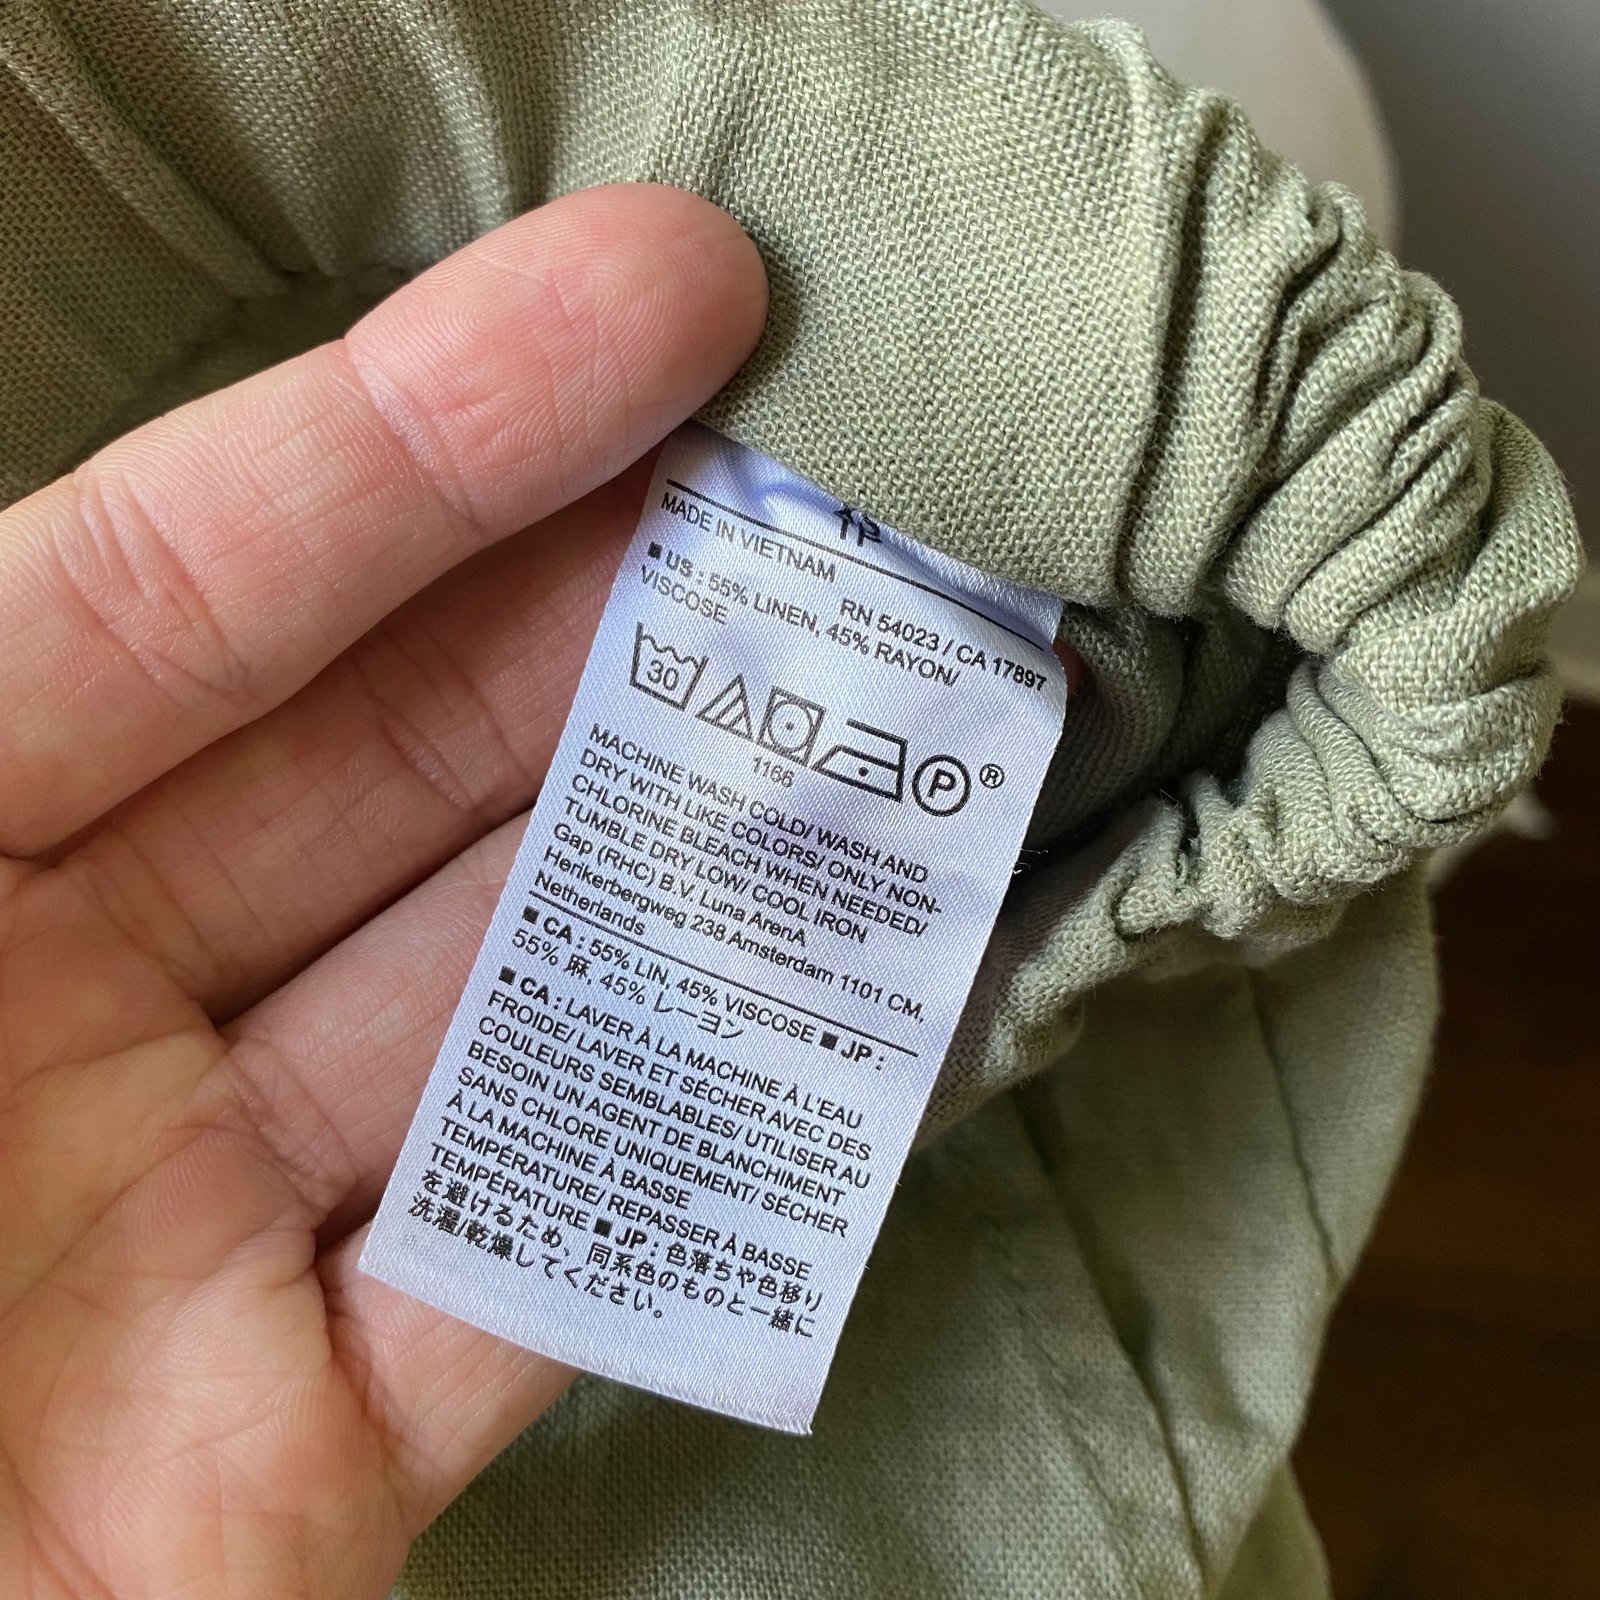 MADE IN VIETNAM
RN 54023 / CA 17897
■ US : 55% LINEN, 45% RAYON/
VISCOSE
30
P ®
1166
MACHINE WASH COLD/ WASH AND
DRY WITH LIKE COLORS/ ONLY NON-
CHLORINE BLEACH WHEN NEEDED/
TUMBLE DRY LOW/ COOL IRON
Gap (RHC) B.V. Luna ArenA
Herikerbergweg 238 Amsterdam 1101 CM,
Netherlands
■ CA : 55% LIN, 45% VISCOSE ■ JP :
55% 麻, 45% レーヨン
■ CA : LAVER À LA MACHINE À L'EAU
FROIDE/ LAVER ET SÉCHER AVEC DES
COULEURS SEMBLABLES/ UTILISER AU
BESOIN UN AGENT DE BLANCHIMENT
SANS CHLORE UNIQUEMENT/ SÉCHER
À LA MACHINE À BASSE
TEMPÉRATURE/ REPASSER À BASSE
TEMPÉRATURE ■ JP : 色落ちや色移り
を避けるため、同系色のものと一緒に
洗濯/乾燥してください。